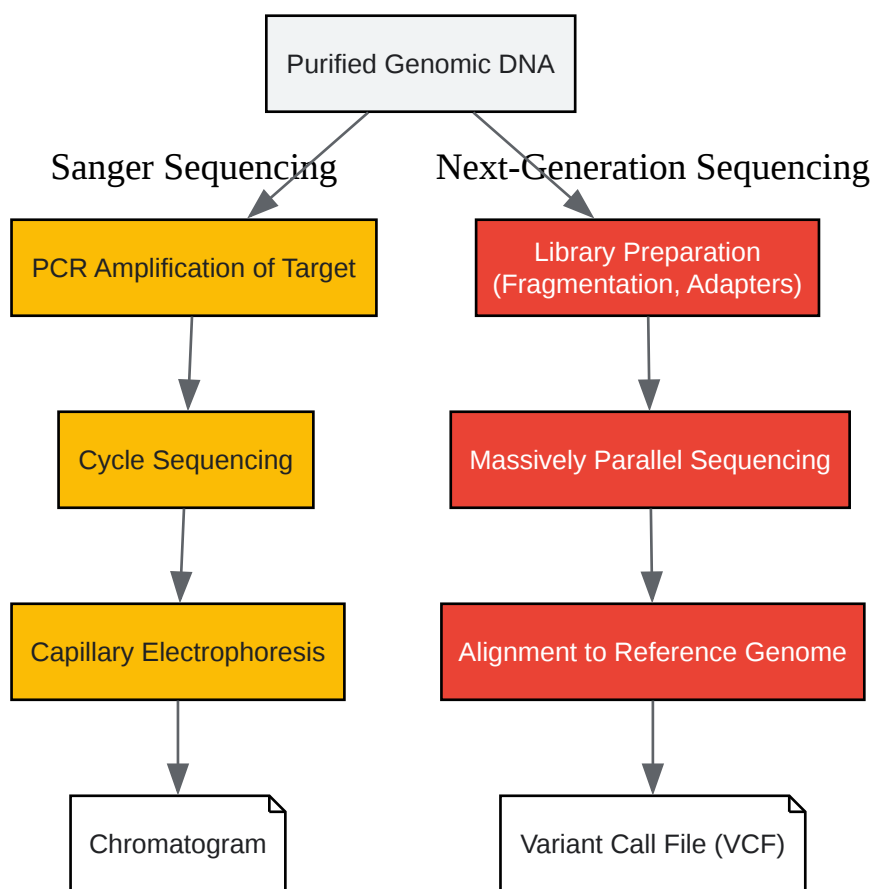 Purified Genomic DNA
Sanger Sequencing
Next-Generation Sequencing
PCR Amplification of Target
Library Preparation
(Fragmentation, Adapters)
Cycle Sequencing
Massively Parallel Sequencing
Capillary Electrophoresis
Alignment to Reference Genome
Chromatogram
Variant Call File (VCF)